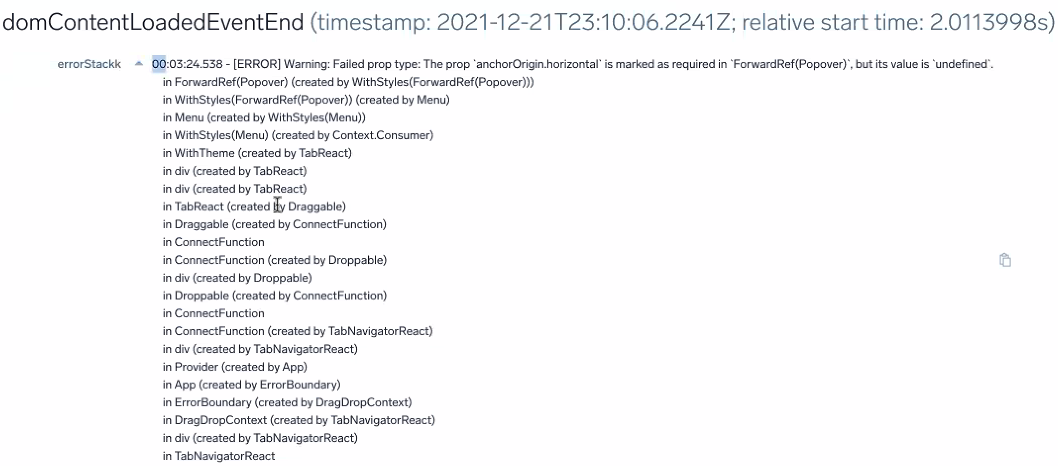 domContentLoadedEventEnd (timestamp: 2021-12-21T23:10:06.2241Z; relative start time: 2.0113998s)
errorStackk 00:03:24.538 - [ERROR] Warning: Failed prop type: The prop `anchorOrigin.horizontal` is marked as required in `ForwardRef(Popover)`, but its value is `undefined`.
in ForwardRef(Popover) (created by WithStyles(ForwardRef(Popover)))
in WithStyles(ForwardRef(Popover)) (created by Menu)
in Menu (created by WithStyles(Menu))
in WithStyles(Menu) (created by Context.Consumer)
in WithTheme (created by TabReact)
in div (created by TabReact)
in div (created by TabReact)
in TabReact (created by Draggable)
in Draggable (created by ConnectFunction)
in ConnectFunction
in ConnectFunction (created by Droppable)
in div (created by Droppable)
in Droppable (created by ConnectFunction)
in ConnectFunction
in ConnectFunction (created by TabNavigatorReact)
in div (created by TabNavigatorReact)
in Provider (created by App)
in App (created by ErrorBoundary)
in ErrorBoundary (created by DragDropContext)
in DragDropContext (created by TabNavigatorReact)
in div (created by TabNavigatorReact)
in TabNavigatorReact